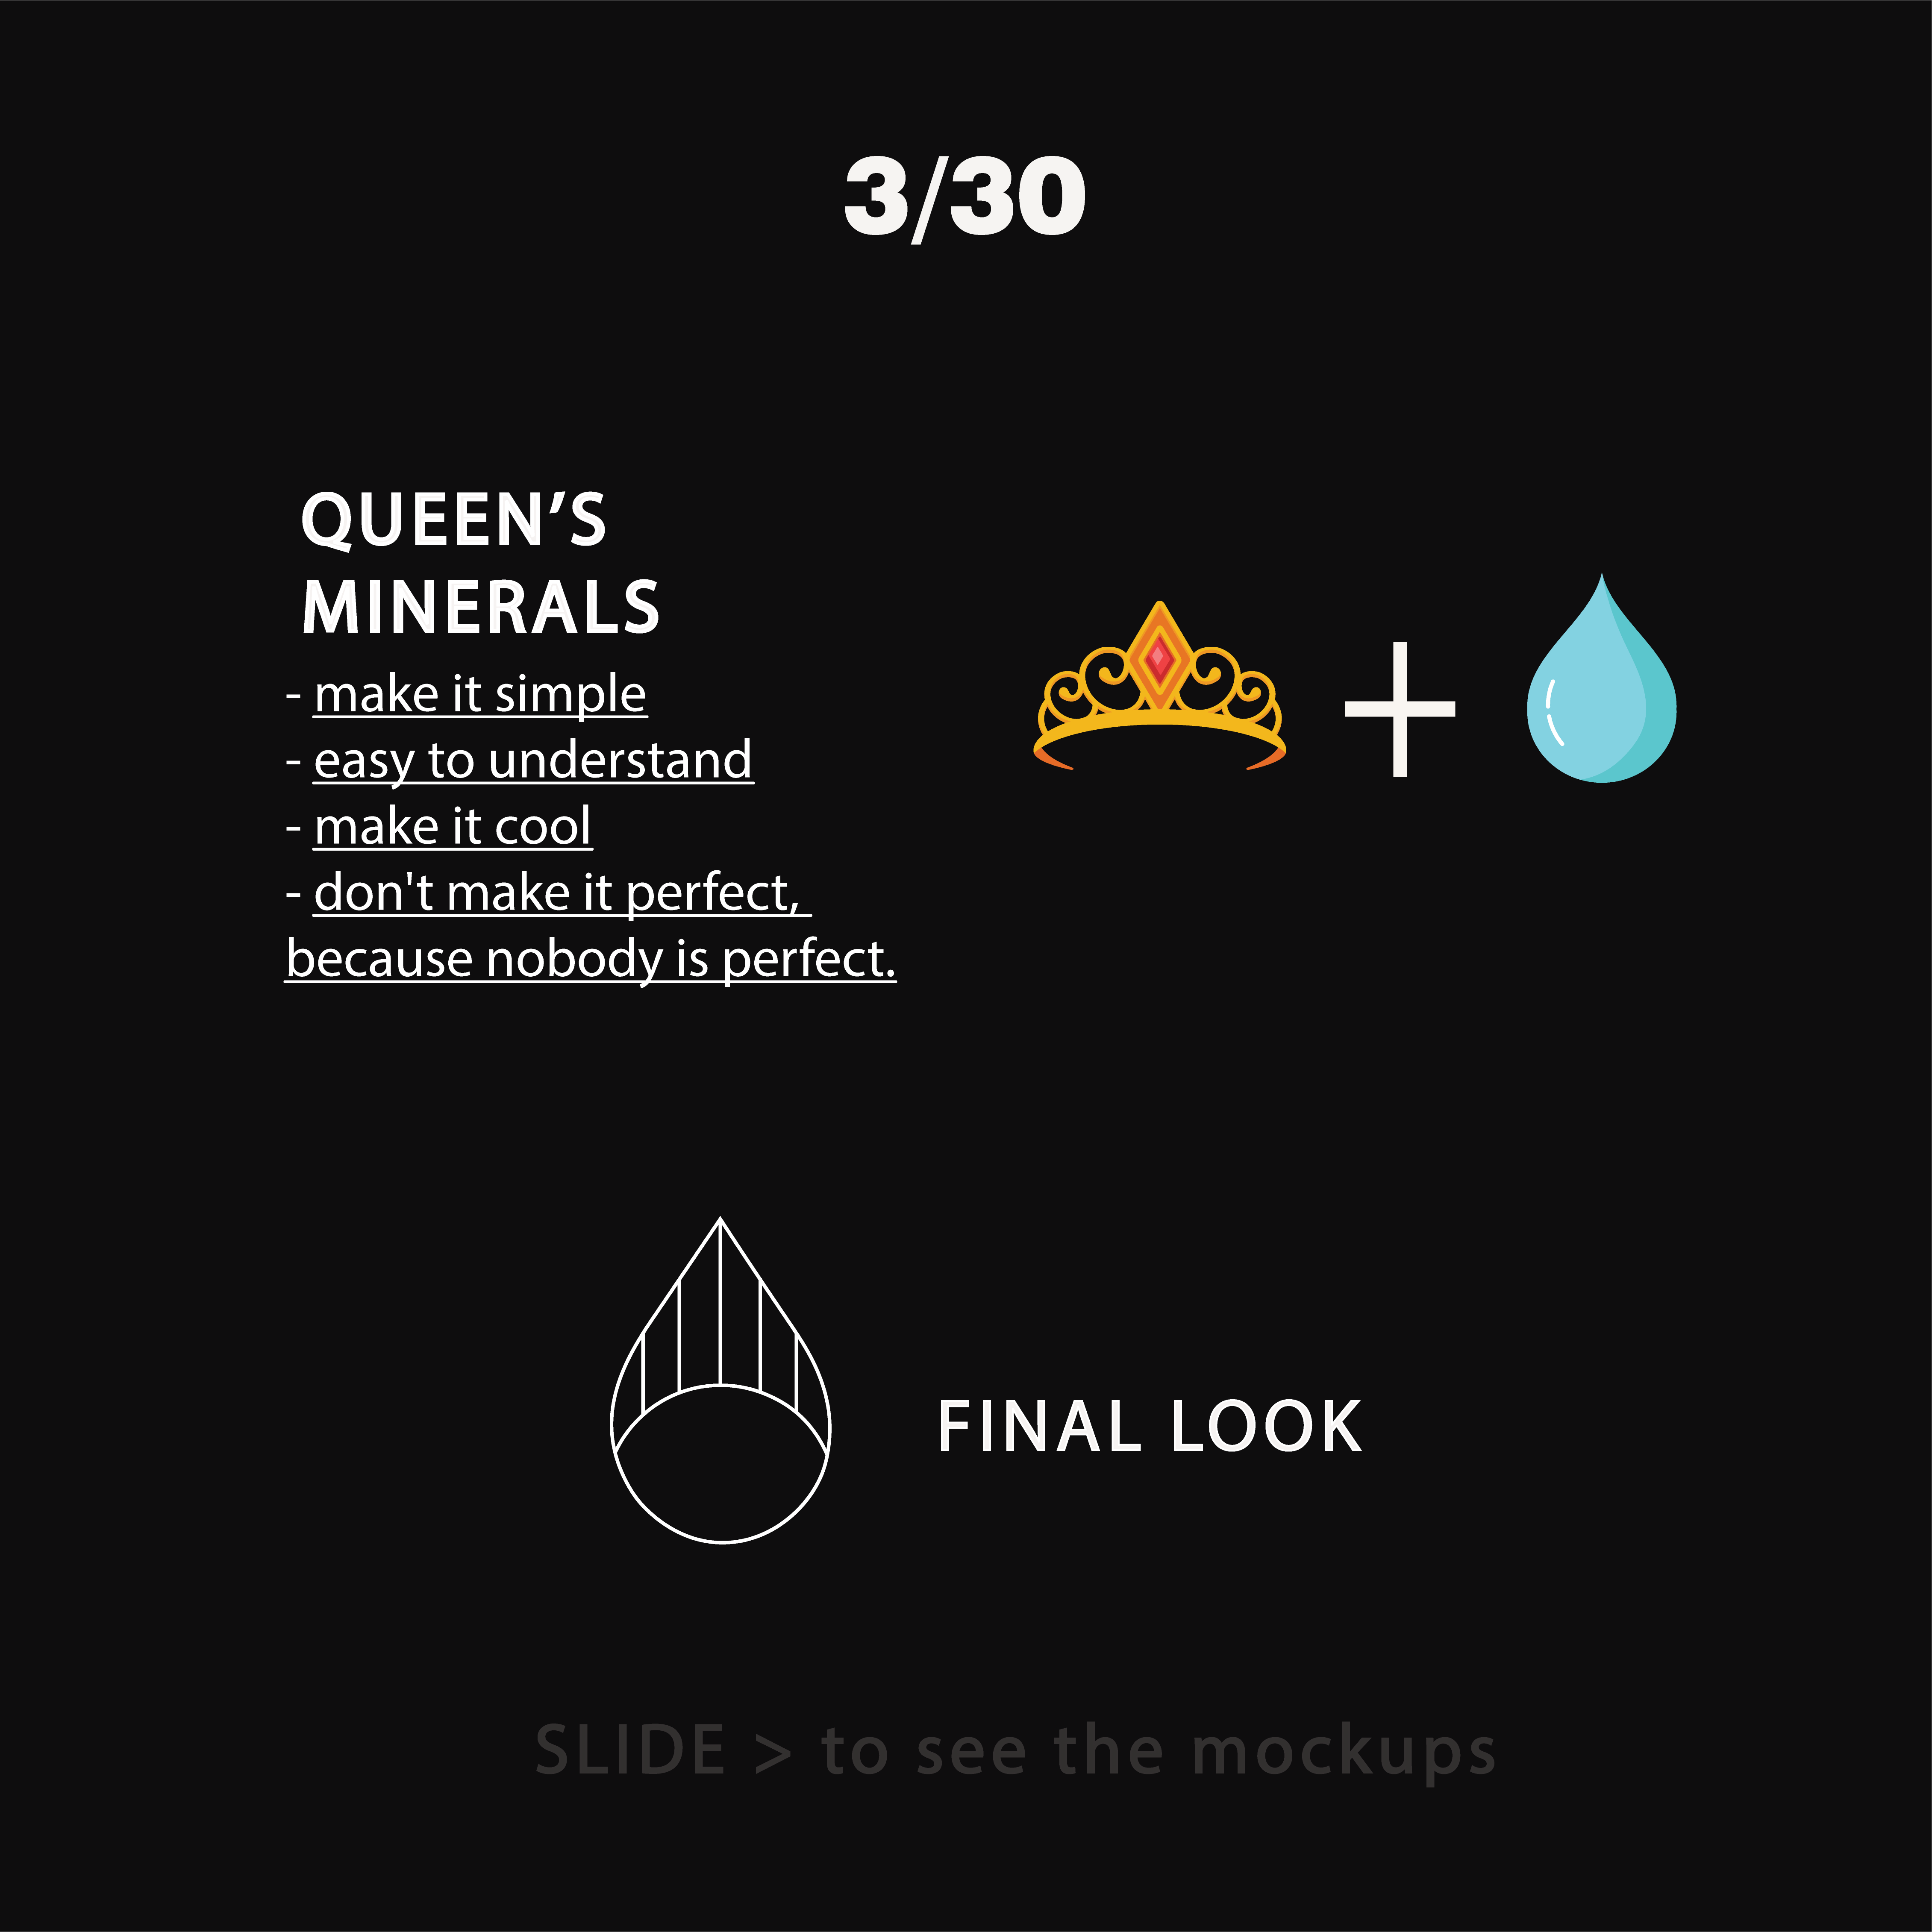 3/30
QUEEN’S
MINERALS
- make it simple
- easy to understand
- make it cool
- don't make it perfect,
because nobody is perfect.
FINAL LOOK
SLIDE > to see the mockups